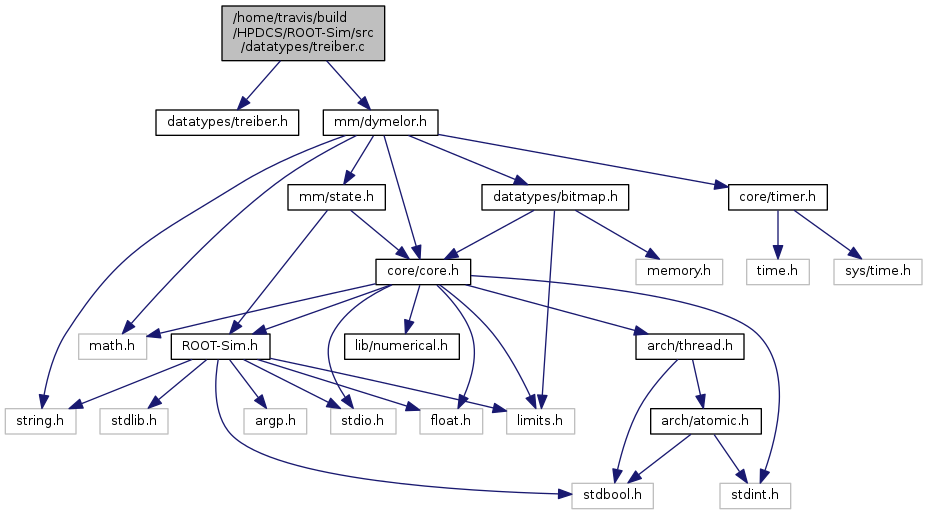 /home/travis/build
/HPDCS/ROOT-Sim/src
/datatypes/treiber.c
datatypes/treiber.h
mm/dymelor.h
mm/state.h
datatypes/bitmap.h
core/timer.h
core/core.h
memory.h
time.h
sys/time.h
math.h
ROOT-Sim.h
lib/numerical.h
arch/thread.h
string.h
stdlib.h
argp.h
stdio.h
float.h
limits.h
arch/atomic.h
stdbool.h
stdint.h